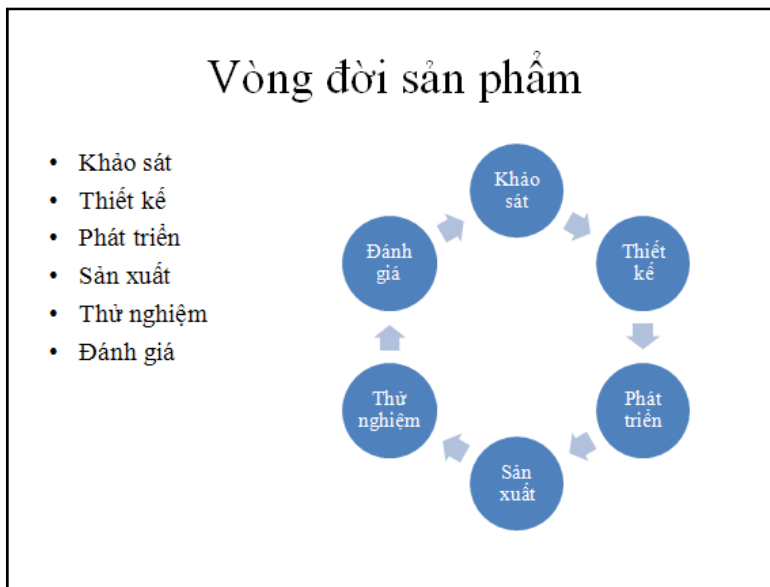 Vòng đời sản phẩm
• Khảo sát
• Thiết kế
• Phát triển
• Sản xuất
• Thử nghiệm
• Đánh giá
Khảo
sát
Thiết
kế
Phát
triển
Sản
xuất
Thử
nghiệm
Đánh
giá